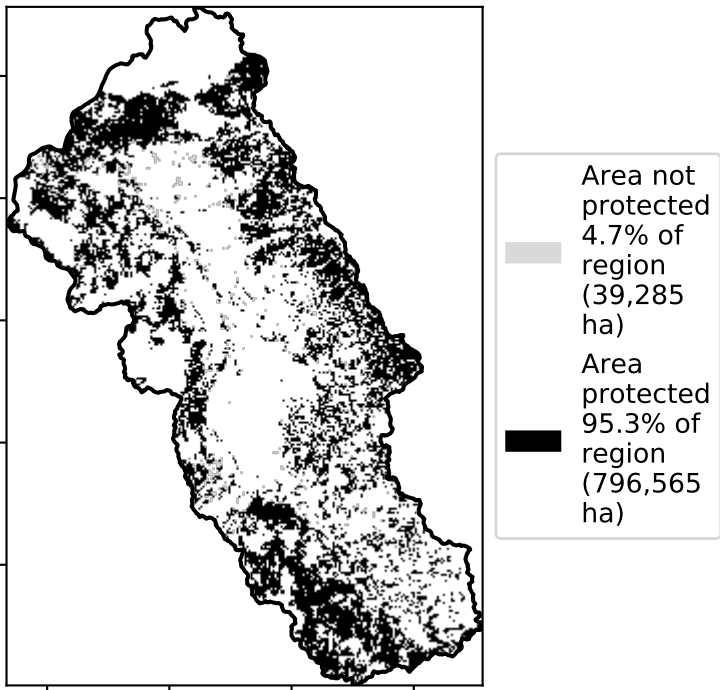 Area not
protected
4.7% of
region
(39,285
ha)
Area
protected
95.3% of
region
(796,565
ha)